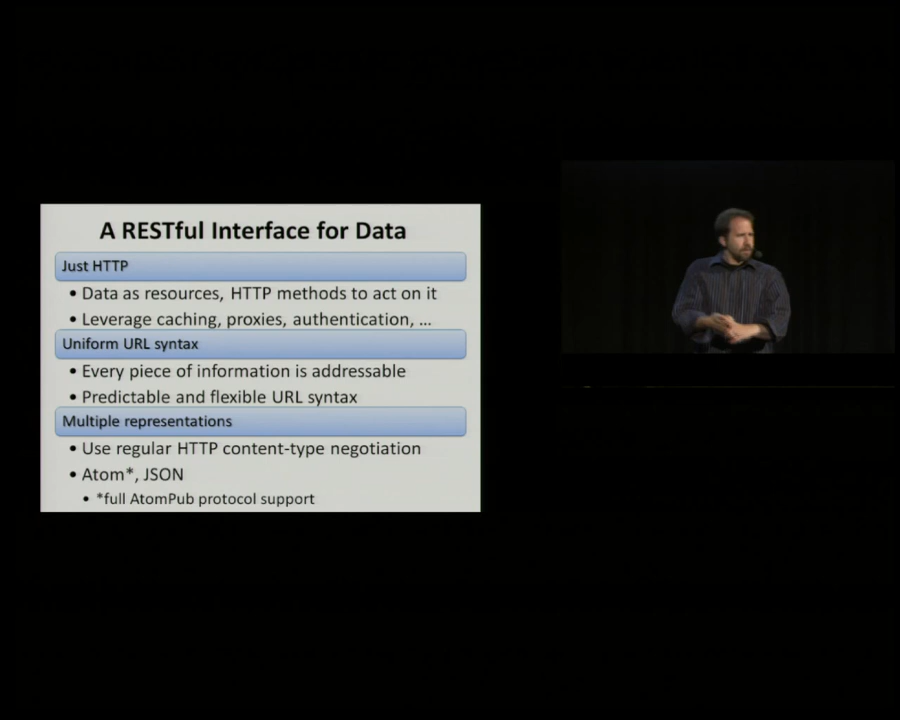 A RESTful Interface for Data
Just HTTP
• Data as resources, HTTP methods to act on it
• Leverage caching, proxies, authentication, ...
Uniform URL syntax
• Every piece of information is addressable
• Predictable and flexible URL syntax
Multiple representations
• Use regular HTTP content-type negotiation
• Atom*, JSON
• *full AtomPub protocol support